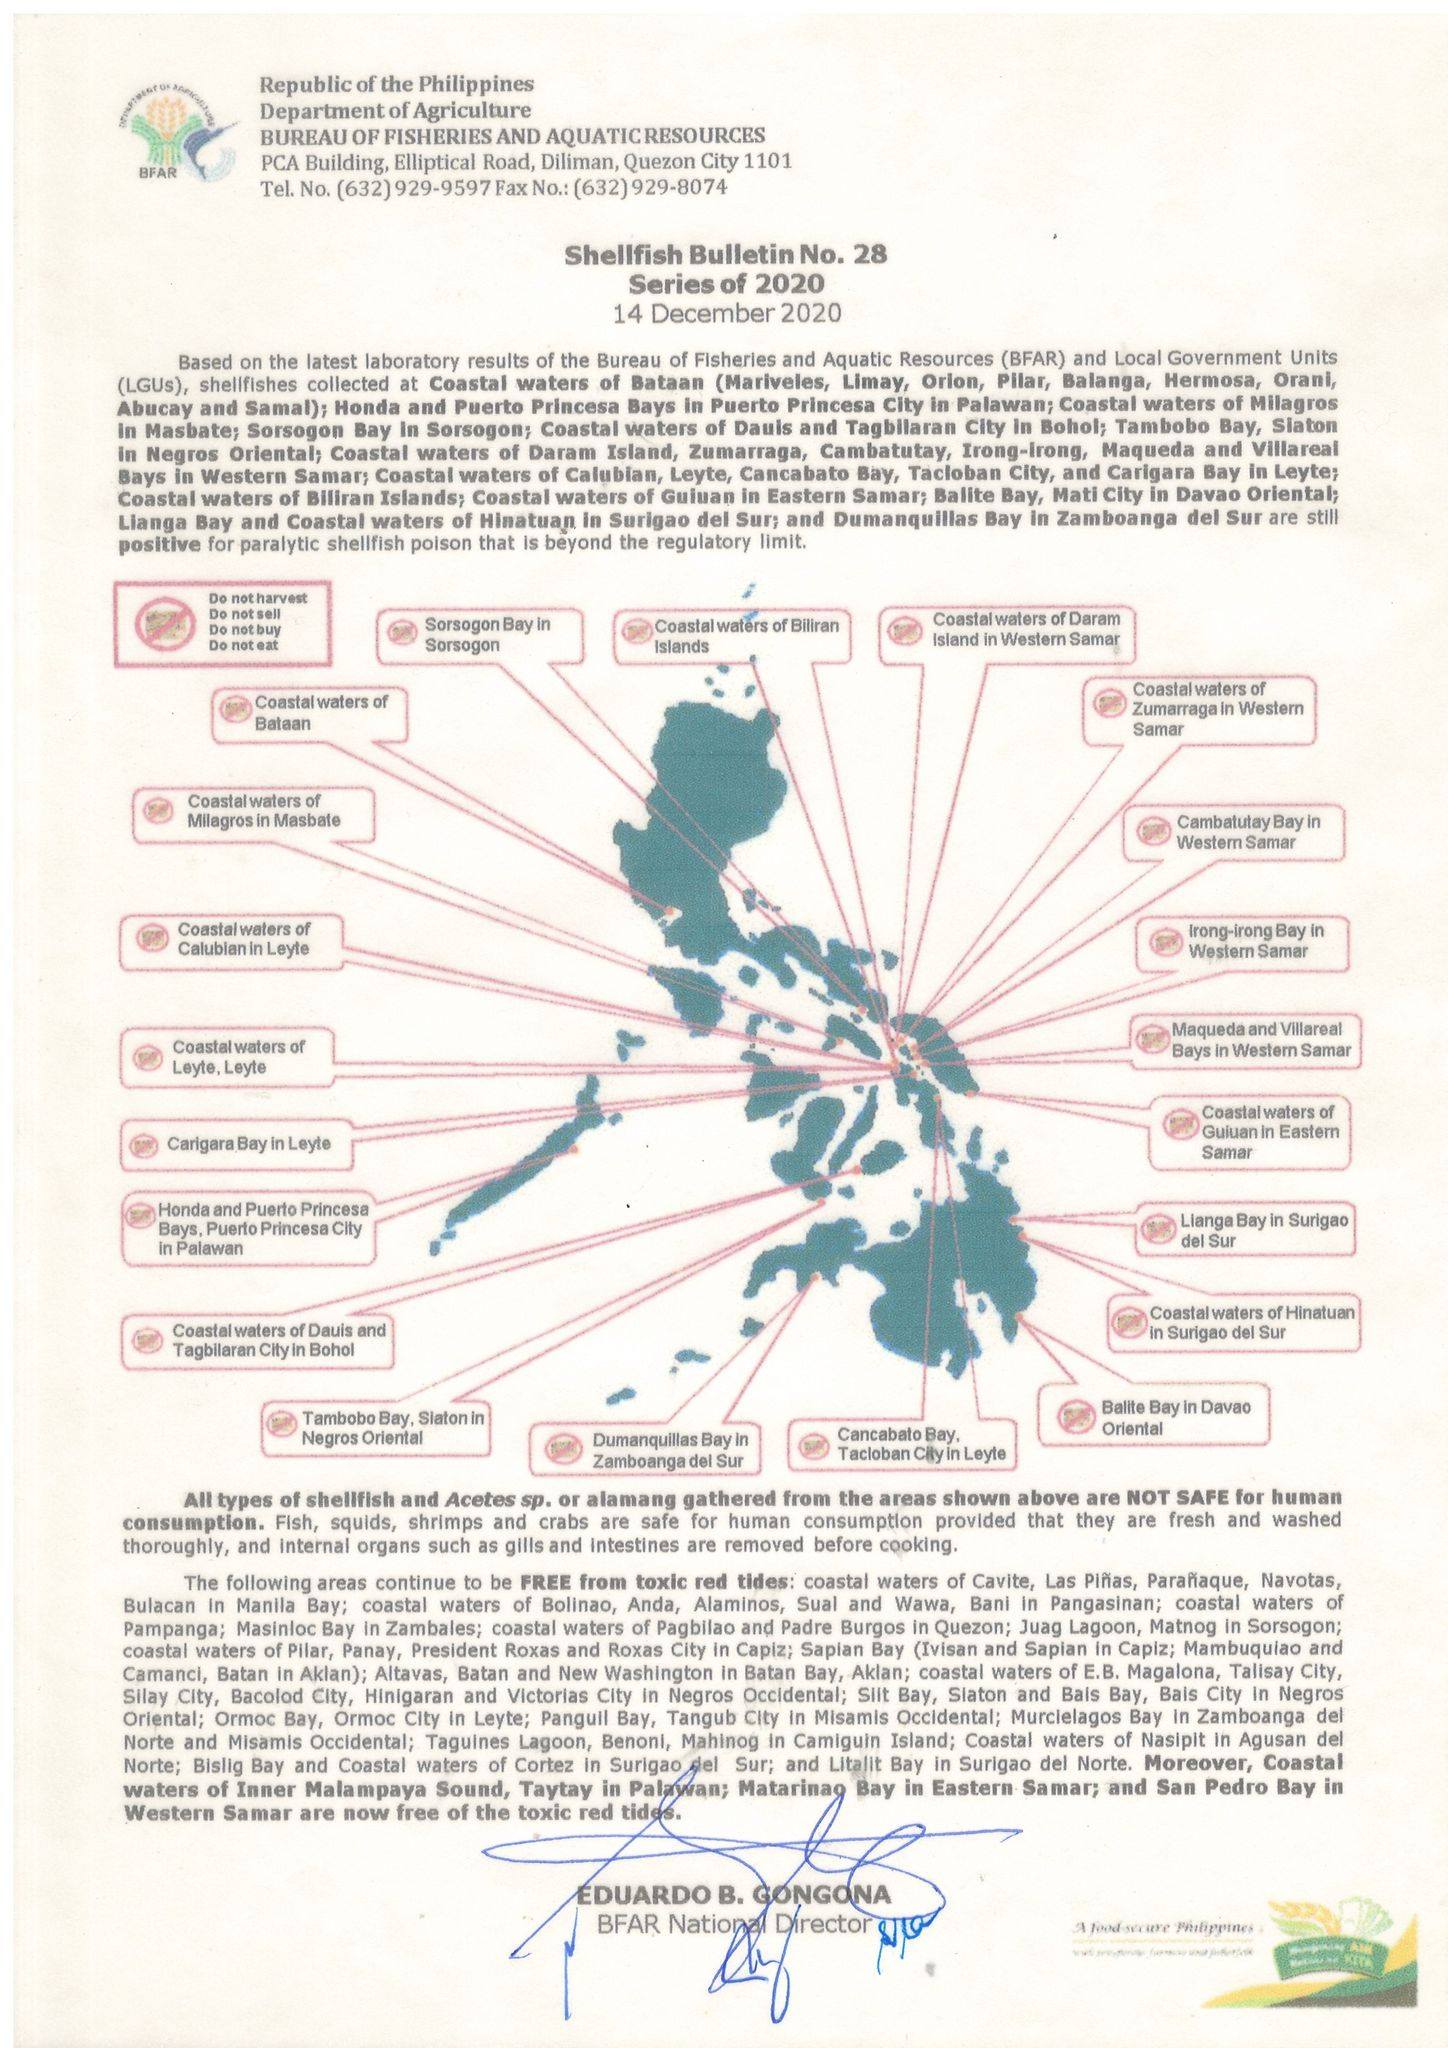 DEPARTMENT OF AGRICULTURE
BFAR
Republic of the Philippines
Department of Agriculture
BUREAU OF FISHERIES AND AQUATIC RESOURCES
PCA Building, Elliptical Road, Diliman, Quezon City 1101
Tel. No. (632) 929-9597 Fax No.: (632) 929-8074
Shellfish Bulletin No. 28
Series of 2020
14 December 2020
Based on the latest laboratory results of the Bureau of Fisheries and Aquatic Resources (BFAR) and Local Government Units
(LGUs), shellfishes collected at Coastal waters of Bataan (Mariveles, Limay, Orion, Pilar, Balanga, Hermosa, Orani,
Abucay and Samal); Honda and Puerto Princesa Bays in Puerto Princesa City in Palawan; Coastal waters of Milagros
in Masbate; Sorsogon Bay in Sorsogon; Coastal waters of Dauis and Tagbilaran City in Bohol; Tambobo Bay, Siaton
in Negros Oriental; Coastal waters of Daram Island, Zumarraga, Cambatutay, Irong-irong, Maqueda and Villareal
Bays in Western Samar; Coastal waters of Calubian, Leyte, Cancabato Bay, Tacloban City, and Carigara Bay in Leyte;
Coastal waters of Biliran Islands; Coastal waters of Guiuan in Eastern Samar; Balite Bay, Mati City in Davao Oriental;
Lianga Bay and Coastal waters of Hinatuan in Surigao del Sur; and Dumanquillas Bay in Zamboanga del Sur are still
positive for paralytic shellfish poison that is beyond the regulatory limit.
Do not harvest
Do not sell
Do not buy
Do not eat
Sorsogon Bay in
Sorsogon
Coastal waters of Biliran
Islands
Coastal waters of Daram
Island in Western Samar
Coastal waters of
Bataan
Coastal waters of
Zumarraga in Western
Samar
Coastal waters of
Milagros in Masbate
Cambatutay Bay in
Western Samar
Coastal waters of
Calubian in Leyte
Irong-irong Bay in
Western Samar
Coastal waters of
Leyte, Leyte
Maqueda and Villareal
Bays in Western Samar
Carigara Bay in Leyte
Coastal waters of
Guiuan in Eastern
Samar
Honda and Puerto Princesa
Bays, Puerto Princesa City
in Palawan
Lianga Bay in Surigao
del Sur
Coastal waters of Dauis and
Tagbilaran City in Bohol
Coastal waters of Hinatuan
in Surigao del Sur
Tambobo Bay, Siaton in
Negros Oriental
Dumanquillas Bay in
Zamboanga del Sur
Cancabato Bay,
Tacloban City in Leyte
Balite Bay in Davao
Oriental
All types of shellfish and Acetes sp. or alamang gathered from the areas shown above are NOT SAFE for human
consumption. Fish, squids, shrimps and crabs are safe for human consumption provided that they are fresh and washed
thoroughly, and internal organs such as gills and intestines are removed before cooking.
The following areas continue to be FREE from toxic red tides: coastal waters of Cavite, Las Piñas, Parañaque, Navotas,
Bulacan in Manila Bay; coastal waters of Bolinao, Anda, Alaminos, Sual and Wawa, Bani in Pangasinan; coastal waters of
Pampanga; Masinloc Bay in Zambales; coastal waters of Pagbilao and Padre Burgos in Quezon; Juag Lagoon, Matnog in Sorsogon;
coastal waters of Pilar, Panay, President Roxas and Roxas City in Capiz; Sapian Bay (Ivisan and Sapian in Capiz; Mambuquiao and
Camanci, Batan in Aklan); Altavas, Batan and New Washington in Batan Bay, Aklan; coastal waters of E.B. Magalona, Talisay City,
Silay City, Bacolod City, Hinigaran and Victorias City in Negros Occidental; Siit Bay, Siaton and Bais Bay, Bais City in Negros
Oriental; Ormoc Bay, Ormoc City in Leyte; Panguil Bay, Tangub City in Misamis Occidental; Murcielagos Bay in Zamboanga del
Norte and Misamis Occidental; Taguines Lagoon, Benoni, Mahinog in Camiguin Island; Coastal waters of Nasipit in Agusan del
Norte; Bislig Bay and Coastal waters of Cortez in Surigao del Sur; and Litalit Bay in Surigao del Norte. Moreover, Coastal
waters of Inner Malampaya Sound, Taytay in Palawan; Matarinao Bay in Eastern Samar; and San Pedro Bay in
Western Samar are now free of the toxic red tides.
EDUARDO B. GONGONA
BFAR National Director
A food-secure Philippines